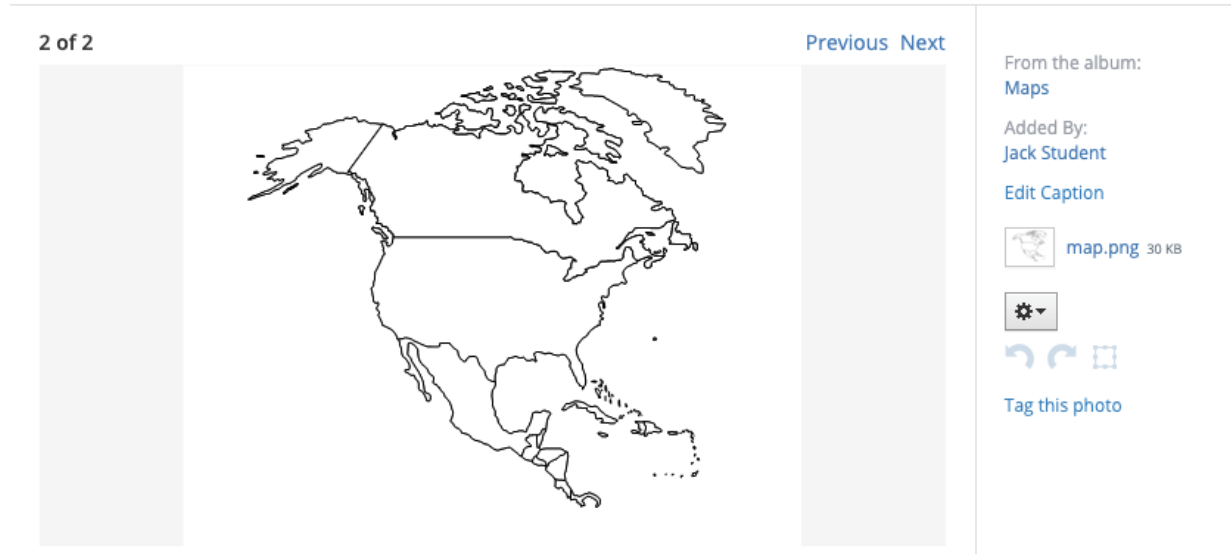 2 of 2
Previous Next
From the album:
Maps
Added By:
Jack Student
Edit Caption
map.png 30 KB
Tag this photo